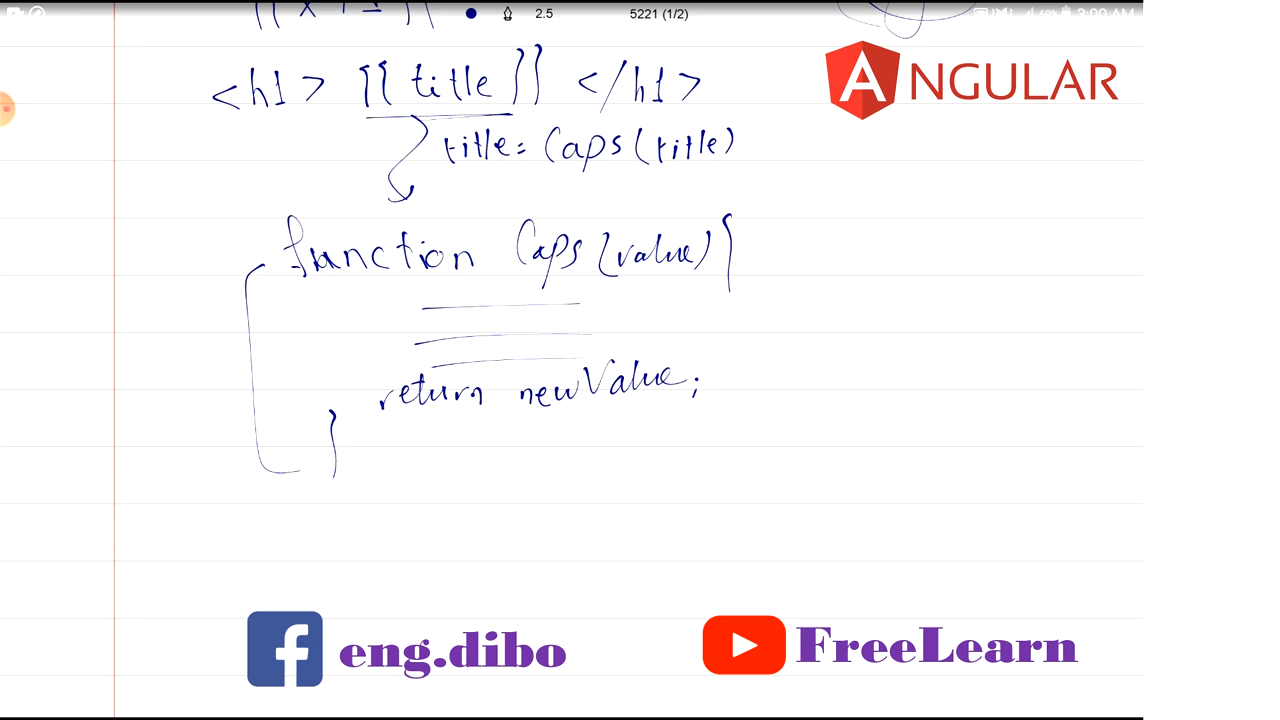 2.5 5221 (1/2)
<h1> {{ title }} </h1>
ANGULAR
title = Caps(title)
function Caps(value){
return newValue;
}
eng.dibo
FreeLearn